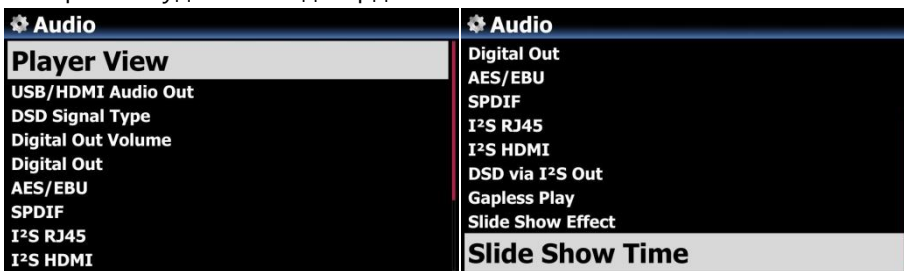 Audio
Player View
USB/HDMI Audio Out
DSD Signal Type
Digital Out Volume
Digital Out
AES/EBU
SPDIF
I²S RJ45
I²S HDMI
Audio
Digital Out
AES/EBU
SPDIF
I²S RJ45
I²S HDMI
DSD via I²S Out
Gapless Play
Slide Show Effect
Slide Show Time